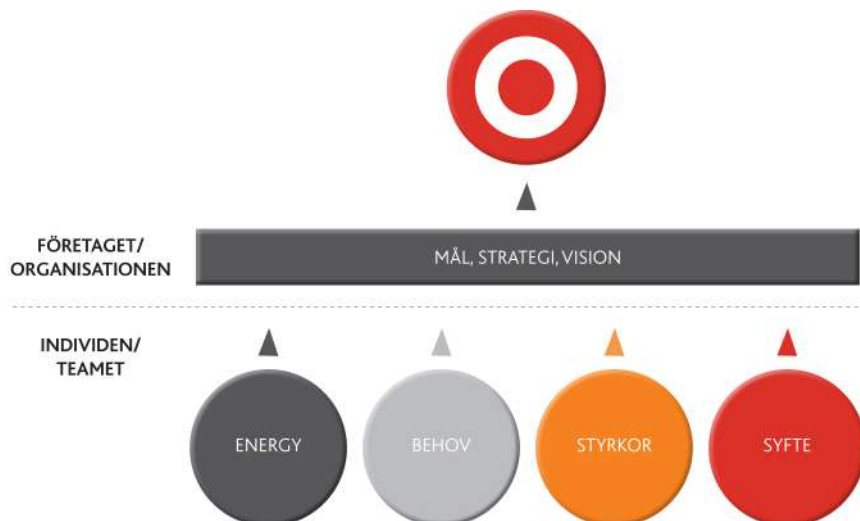 FÖRETAGET/
ORGANISATIONEN
MÅL, STRATEGI, VISION
INDIVIDEN/
TEAMET
ENERGY
BEHOV
STYRKOR
SYFTE